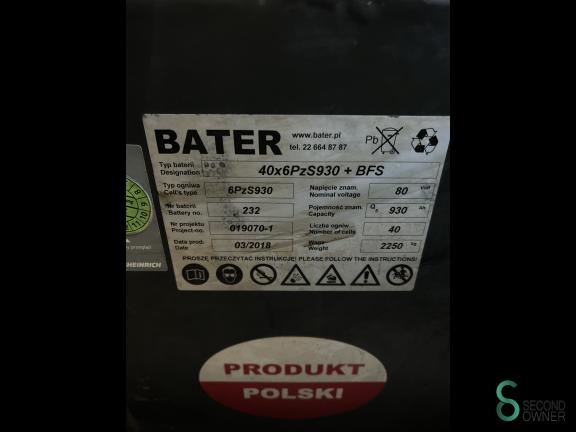 BATER
www.bater.pl
tel. 22 664 87 87
Pb
Typ baterii
Designation
40x6PzS930 + BFS
Typ ogniwa
Cell's type
6PzS930
Napięcie znam.
Nominal voltage
80 Volt
Nr baterii
Battery no.
232
Pojemność znam.
Capacity
Q5 930 Ah
Nr projektu
Project-no.
019070-1
Liczba ogniw
Number of cells
40
Data prod.
Date
03/2018
Waga
Weight
2250 kg
PROSZĘ PRZECZYTAĆ INSTRUKCJE! PLEASE FOLLOW THE INSTRUCTIONS!
HEINRICH
PRODUKT
POLSKI
SECOND
OWNER